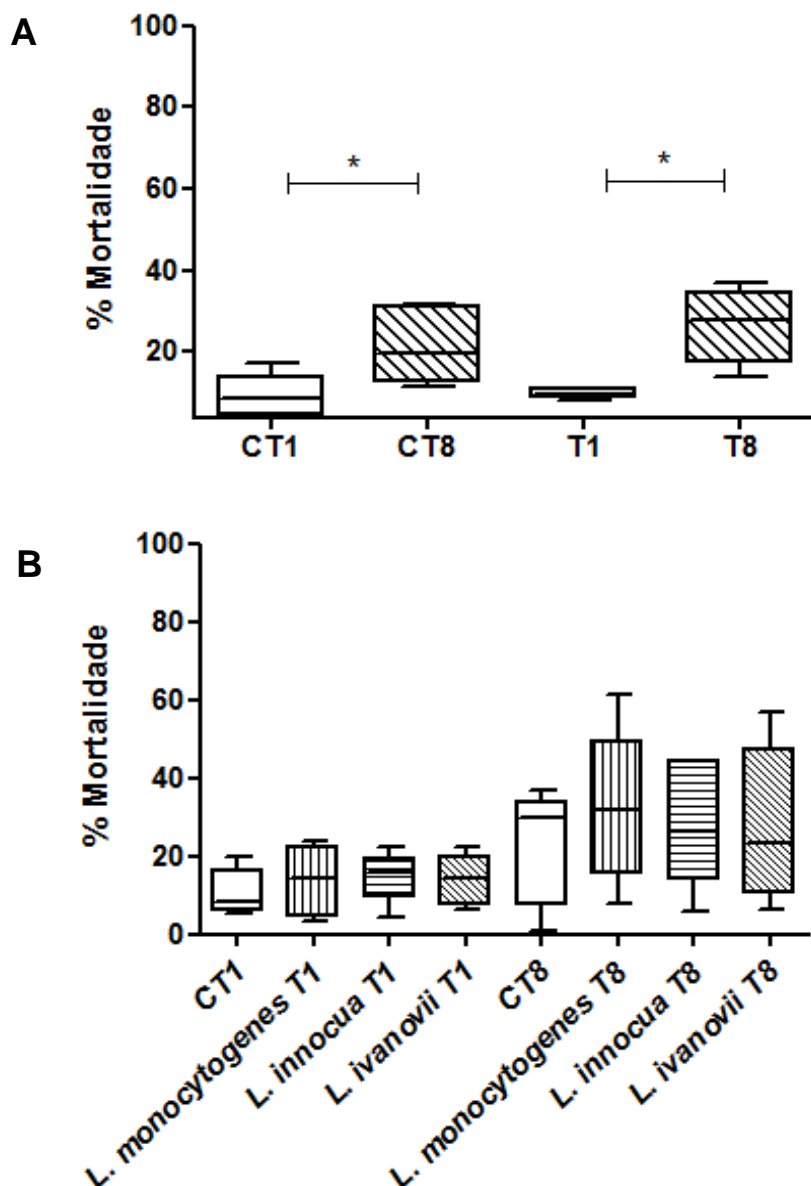 A
100
80
60
40
20
% Mortalidade
* *
CT1 CT8 T1 T8
B
100
80
60
40
20
0
% Mortalidade
CT1
L. monocytogenes T1
L. innocua T1
L. ivanovii T1
CT8
L. monocytogenes T8
L. innocua T8
L. ivanovii T8